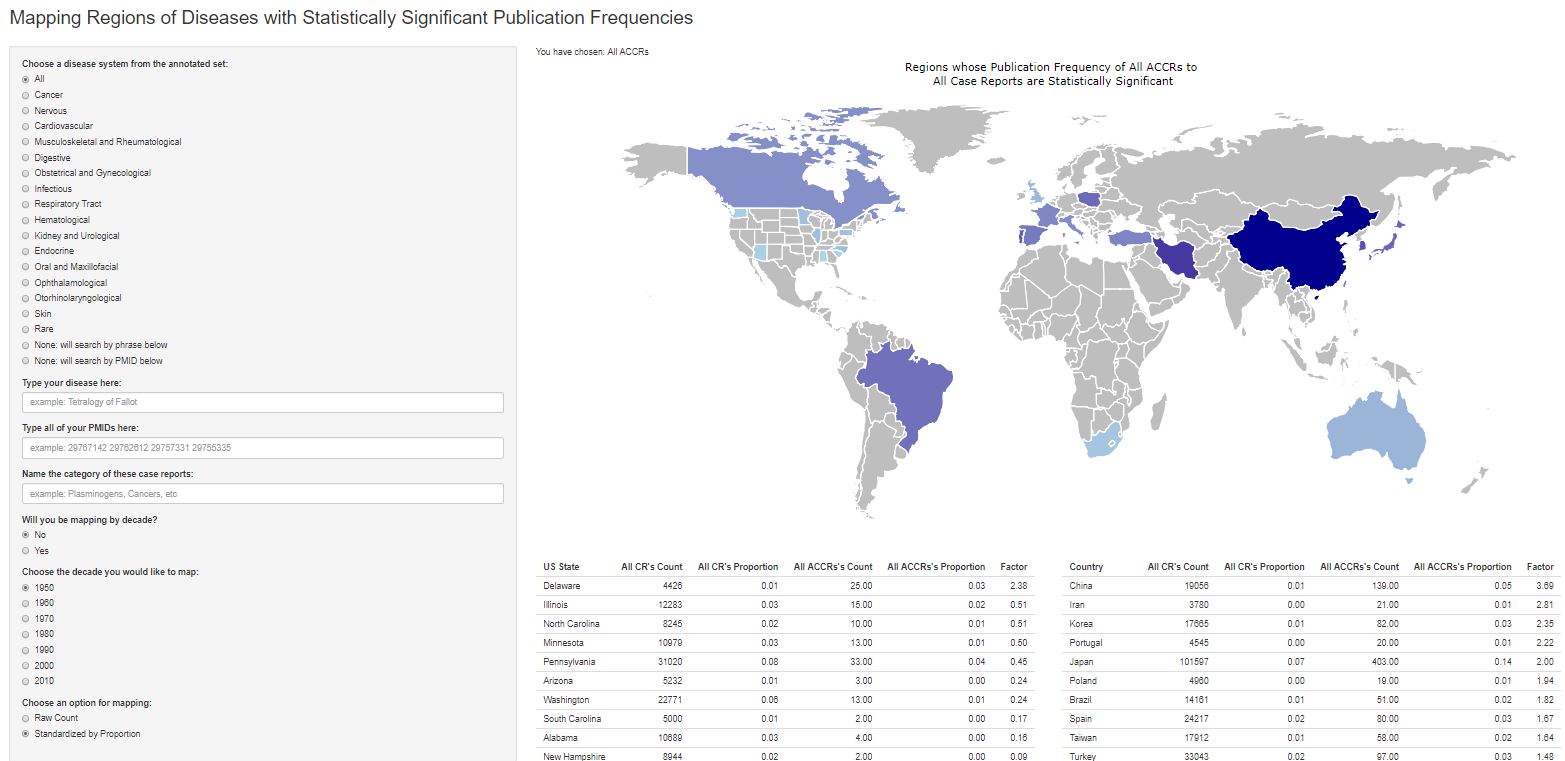 Mapping Regions of Diseases with Statistically Significant Publication Frequencies
Choose a disease system from the annotated set:
All
Cancer
Nervous
Cardiovascular
Musculoskeletal and Rheumatological
Digestive
Obstetrical and Gynecological
Infectious
Respiratory Tract
Hematological
Kidney and Urological
Endocrine
Oral and Maxillofacial
Ophthalamological
Otorhinolaryngological
Skin
Rare
None: will search by phrase below
None: will search by PMID below
Type your disease here:
example: Tetralogy of Fallot
Type all of your PMIDs here:
example: 29767142 29762612 29757331 29755335
Name the category of these case reports:
example: Plasminogens, Cancers, etc
Will you be mapping by decade?
No
Yes
Choose the decade you would like to map:
1950
1960
1970
1980
1990
2000
2010
Choose an option for mapping:
Raw Count
Standardized by Proportion
You have chosen: All ACCRs
Regions whose Publication Frequency of All ACCRs to
All Case Reports are Statistically Significant
US State All CR's Count All CR's Proportion All ACCRs's Count All ACCRs's Proportion Factor
Delaware 4426 0.01 25.00 0.03 2.38
Illinois 12283 0.03 15.00 0.02 0.51
North Carolina 8245 0.02 10.00 0.01 0.51
Minnesota 10979 0.03 13.00 0.01 0.50
Pennsylvania 31020 0.08 33.00 0.04 0.45
Arizona 5232 0.01 3.00 0.00 0.24
Washington 22771 0.06 13.00 0.01 0.24
South Carolina 5000 0.01 2.00 0.00 0.17
Alabama 10689 0.03 4.00 0.00 0.16
New Hampshire 8944 0.02 2.00 0.00 0.09
Country All CR's Count All CR's Proportion All ACCRs's Count All ACCRs's Proportion Factor
China 19056 0.01 139.00 0.05 3.69
Iran 3780 0.00 21.00 0.01 2.81
Korea 17665 0.01 82.00 0.03 2.35
Portugal 4545 0.00 20.00 0.01 2.22
Japan 101597 0.07 403.00 0.14 2.00
Poland 4960 0.00 19.00 0.01 1.94
Brazil 14161 0.01 51.00 0.02 1.82
Spain 24217 0.02 80.00 0.03 1.67
Taiwan 17912 0.01 58.00 0.02 1.64
Turkey 33043 0.02 97.00 0.03 1.48